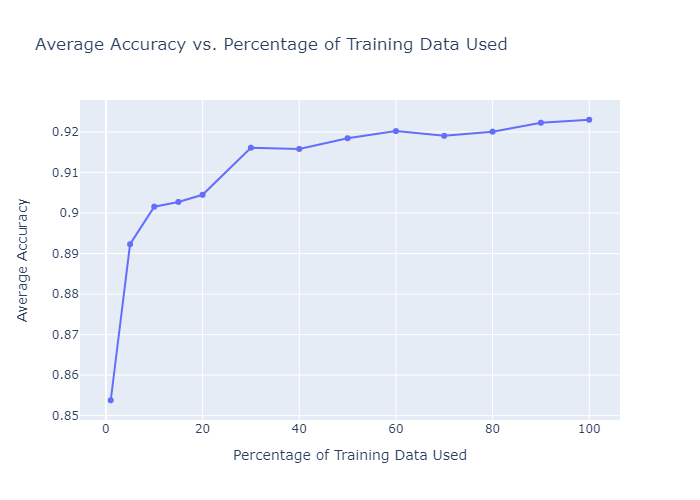 Average Accuracy vs. Percentage of Training Data Used
Average Accuracy
0.92
0.91
0.9
0.89
0.88
0.87
0.86
0.85
0 20 40 60 80 100
Percentage of Training Data Used